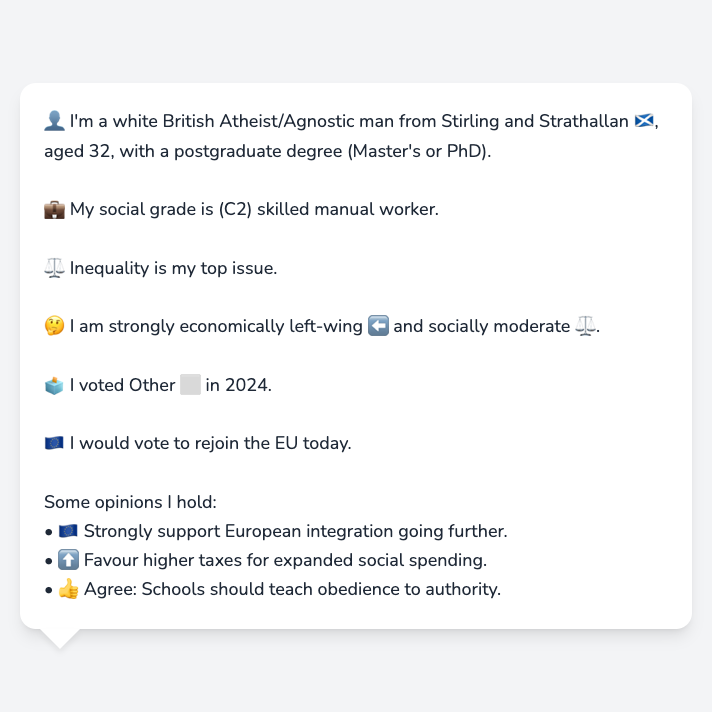 👤 I'm a white British Atheist/Agnostic man from Stirling and Strathallan 🏴󠁧󠁢󠁳󠁣󠁴󠁿,
aged 32, with a postgraduate degree (Master's or PhD).
💼 My social grade is (C2) skilled manual worker.
⚖️ Inequality is my top issue.
🤔 I am strongly economically left-wing ⬅️ and socially moderate ⚖️.
🗳️ I voted Other ⬜ in 2024.
🇪🇺 I would vote to rejoin the EU today.
Some opinions I hold:
• 🇪🇺 Strongly support European integration going further.
• ⬆️ Favour higher taxes for expanded social spending.
• 👍 Agree: Schools should teach obedience to authority.